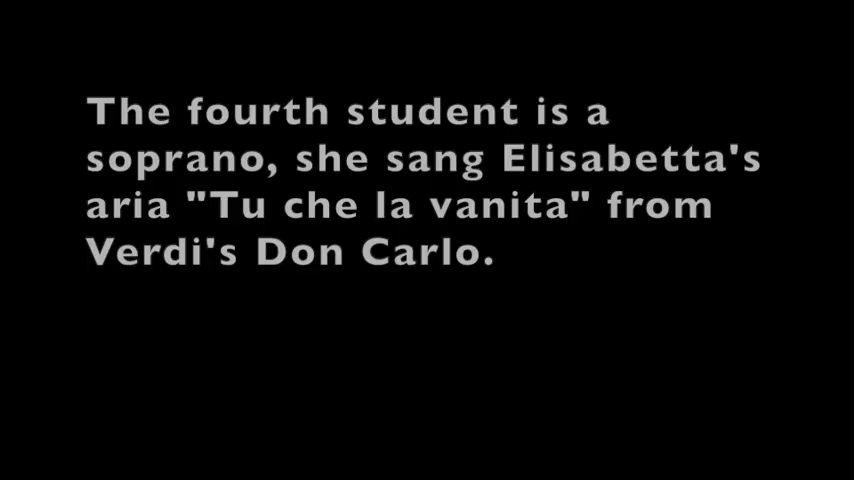 The fourth student is a
soprano, she sang Elisabetta's
aria "Tu che la vanita" from
Verdi's Don Carlo.